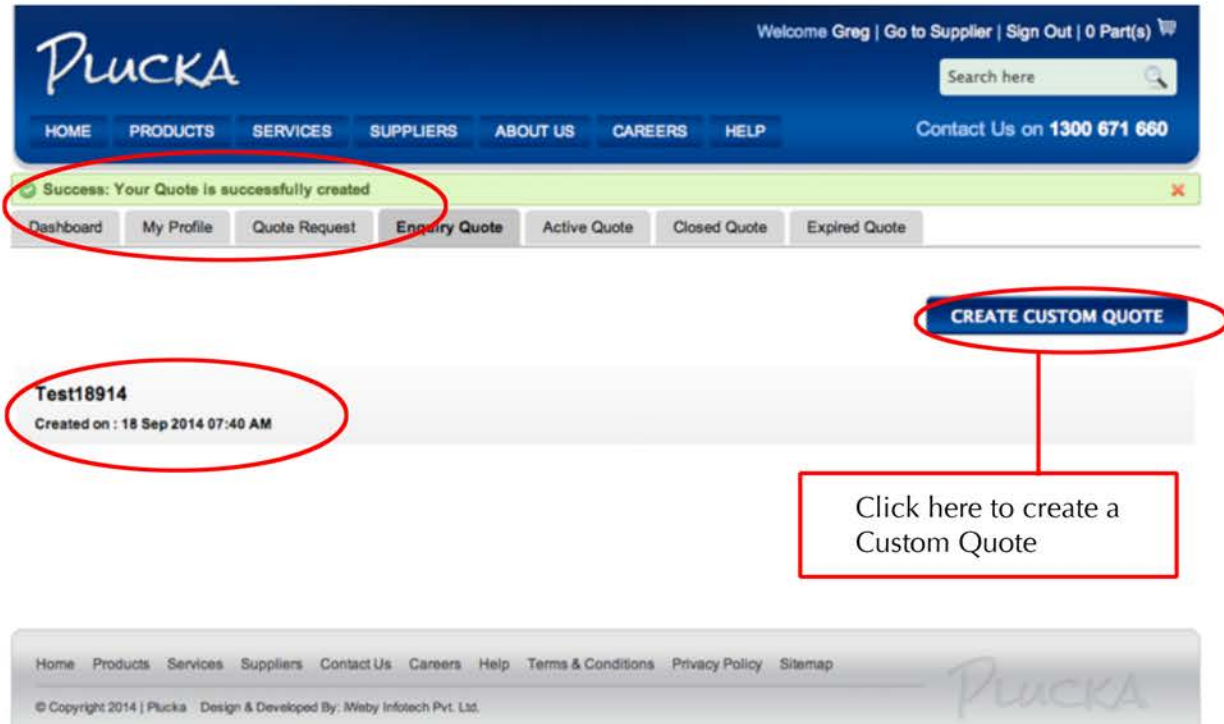 Welcome Greg | Go to Supplier | Sign Out | 0 Part(s)
PLUCKA
Search here
HOME PRODUCTS SERVICES SUPPLIERS ABOUT US CAREERS HELP
Contact Us on 1300 671 660
Success: Your Quote is successfully created
Dashboard My Profile Quote Request Enquiry Quote Active Quote Closed Quote Expired Quote
CREATE CUSTOM QUOTE
Test18914
Created on : 18 Sep 2014 07:40 AM
Click here to create a
Custom Quote
Home Products Services Suppliers Contact Us Careers Help Terms & Conditions Privacy Policy Sitemap
© Copyright 2014 | Plucka Design & Developed By: iWeby Infotech Pvt. Ltd.
PLUCKA